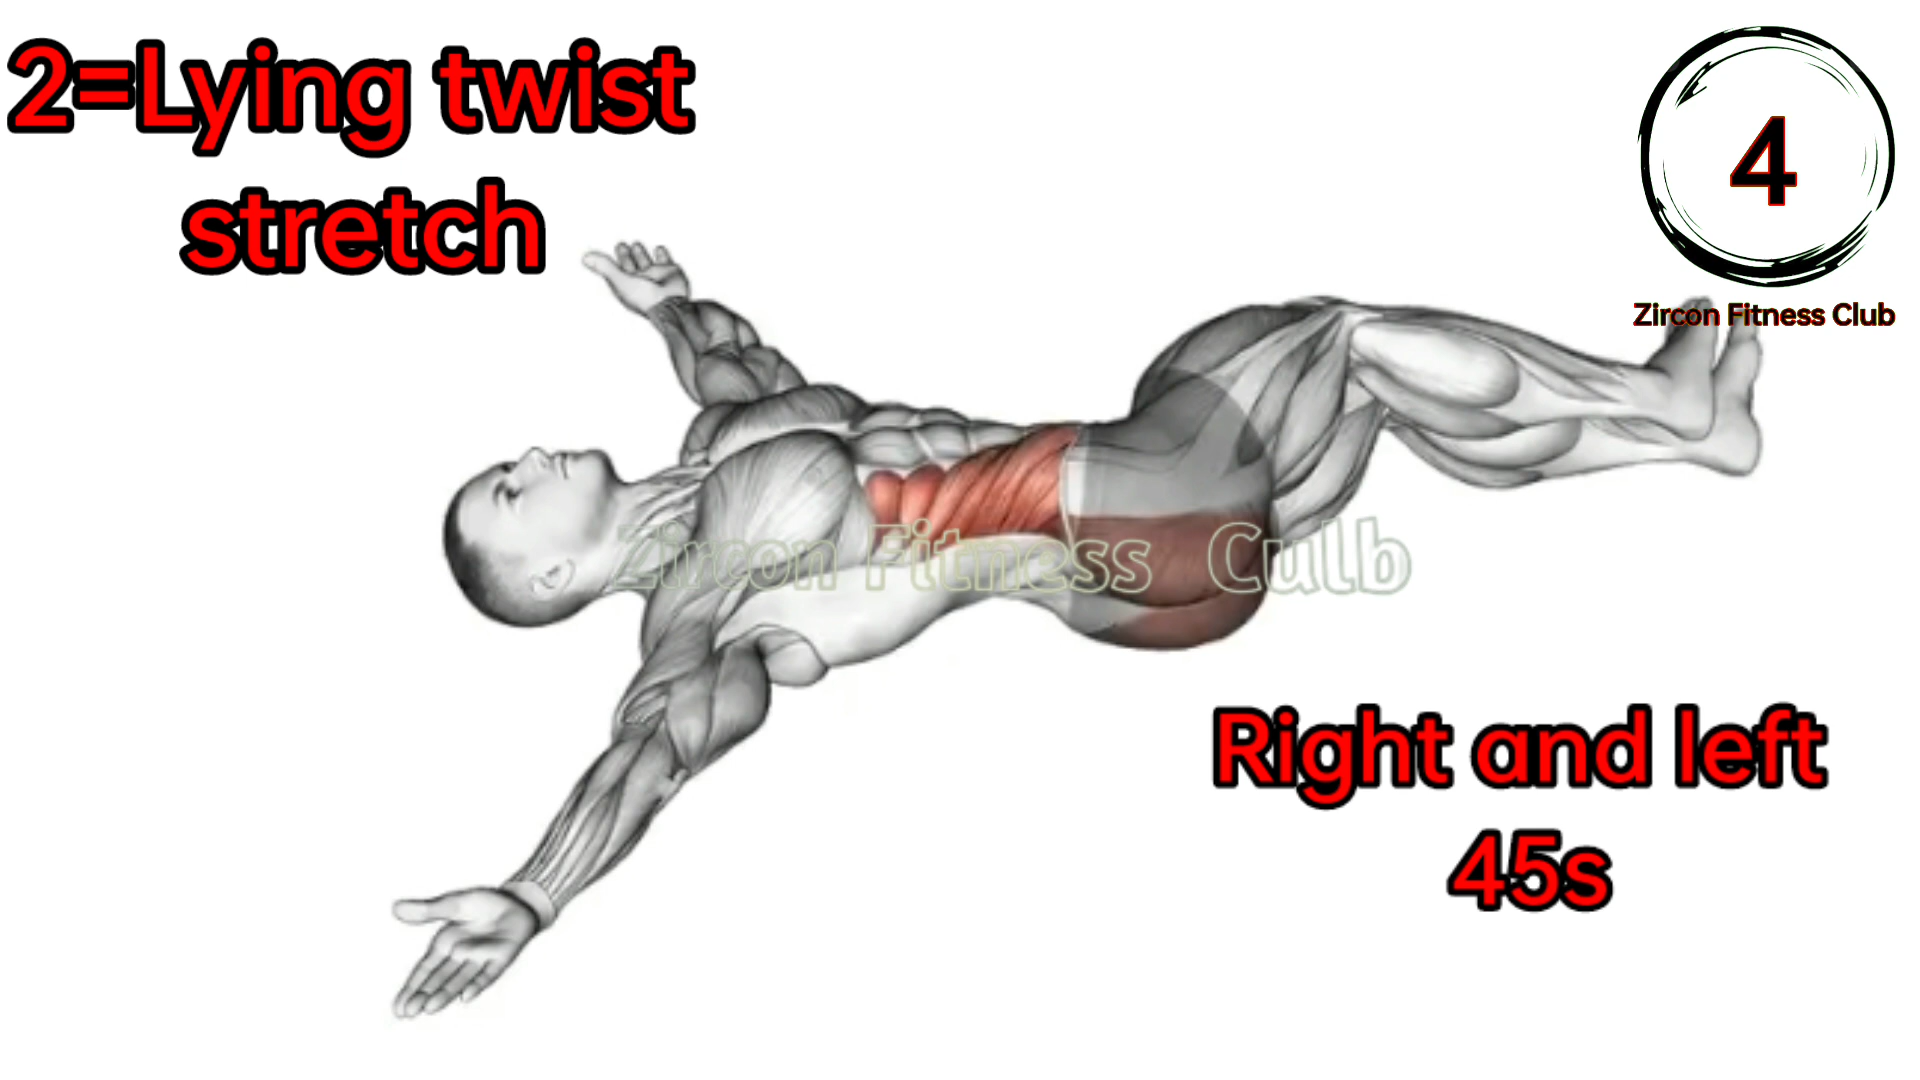 2=Lying twist
stretch
4
Zircon Fitness Club
Zircon Fitness Culb
Right and left
45s